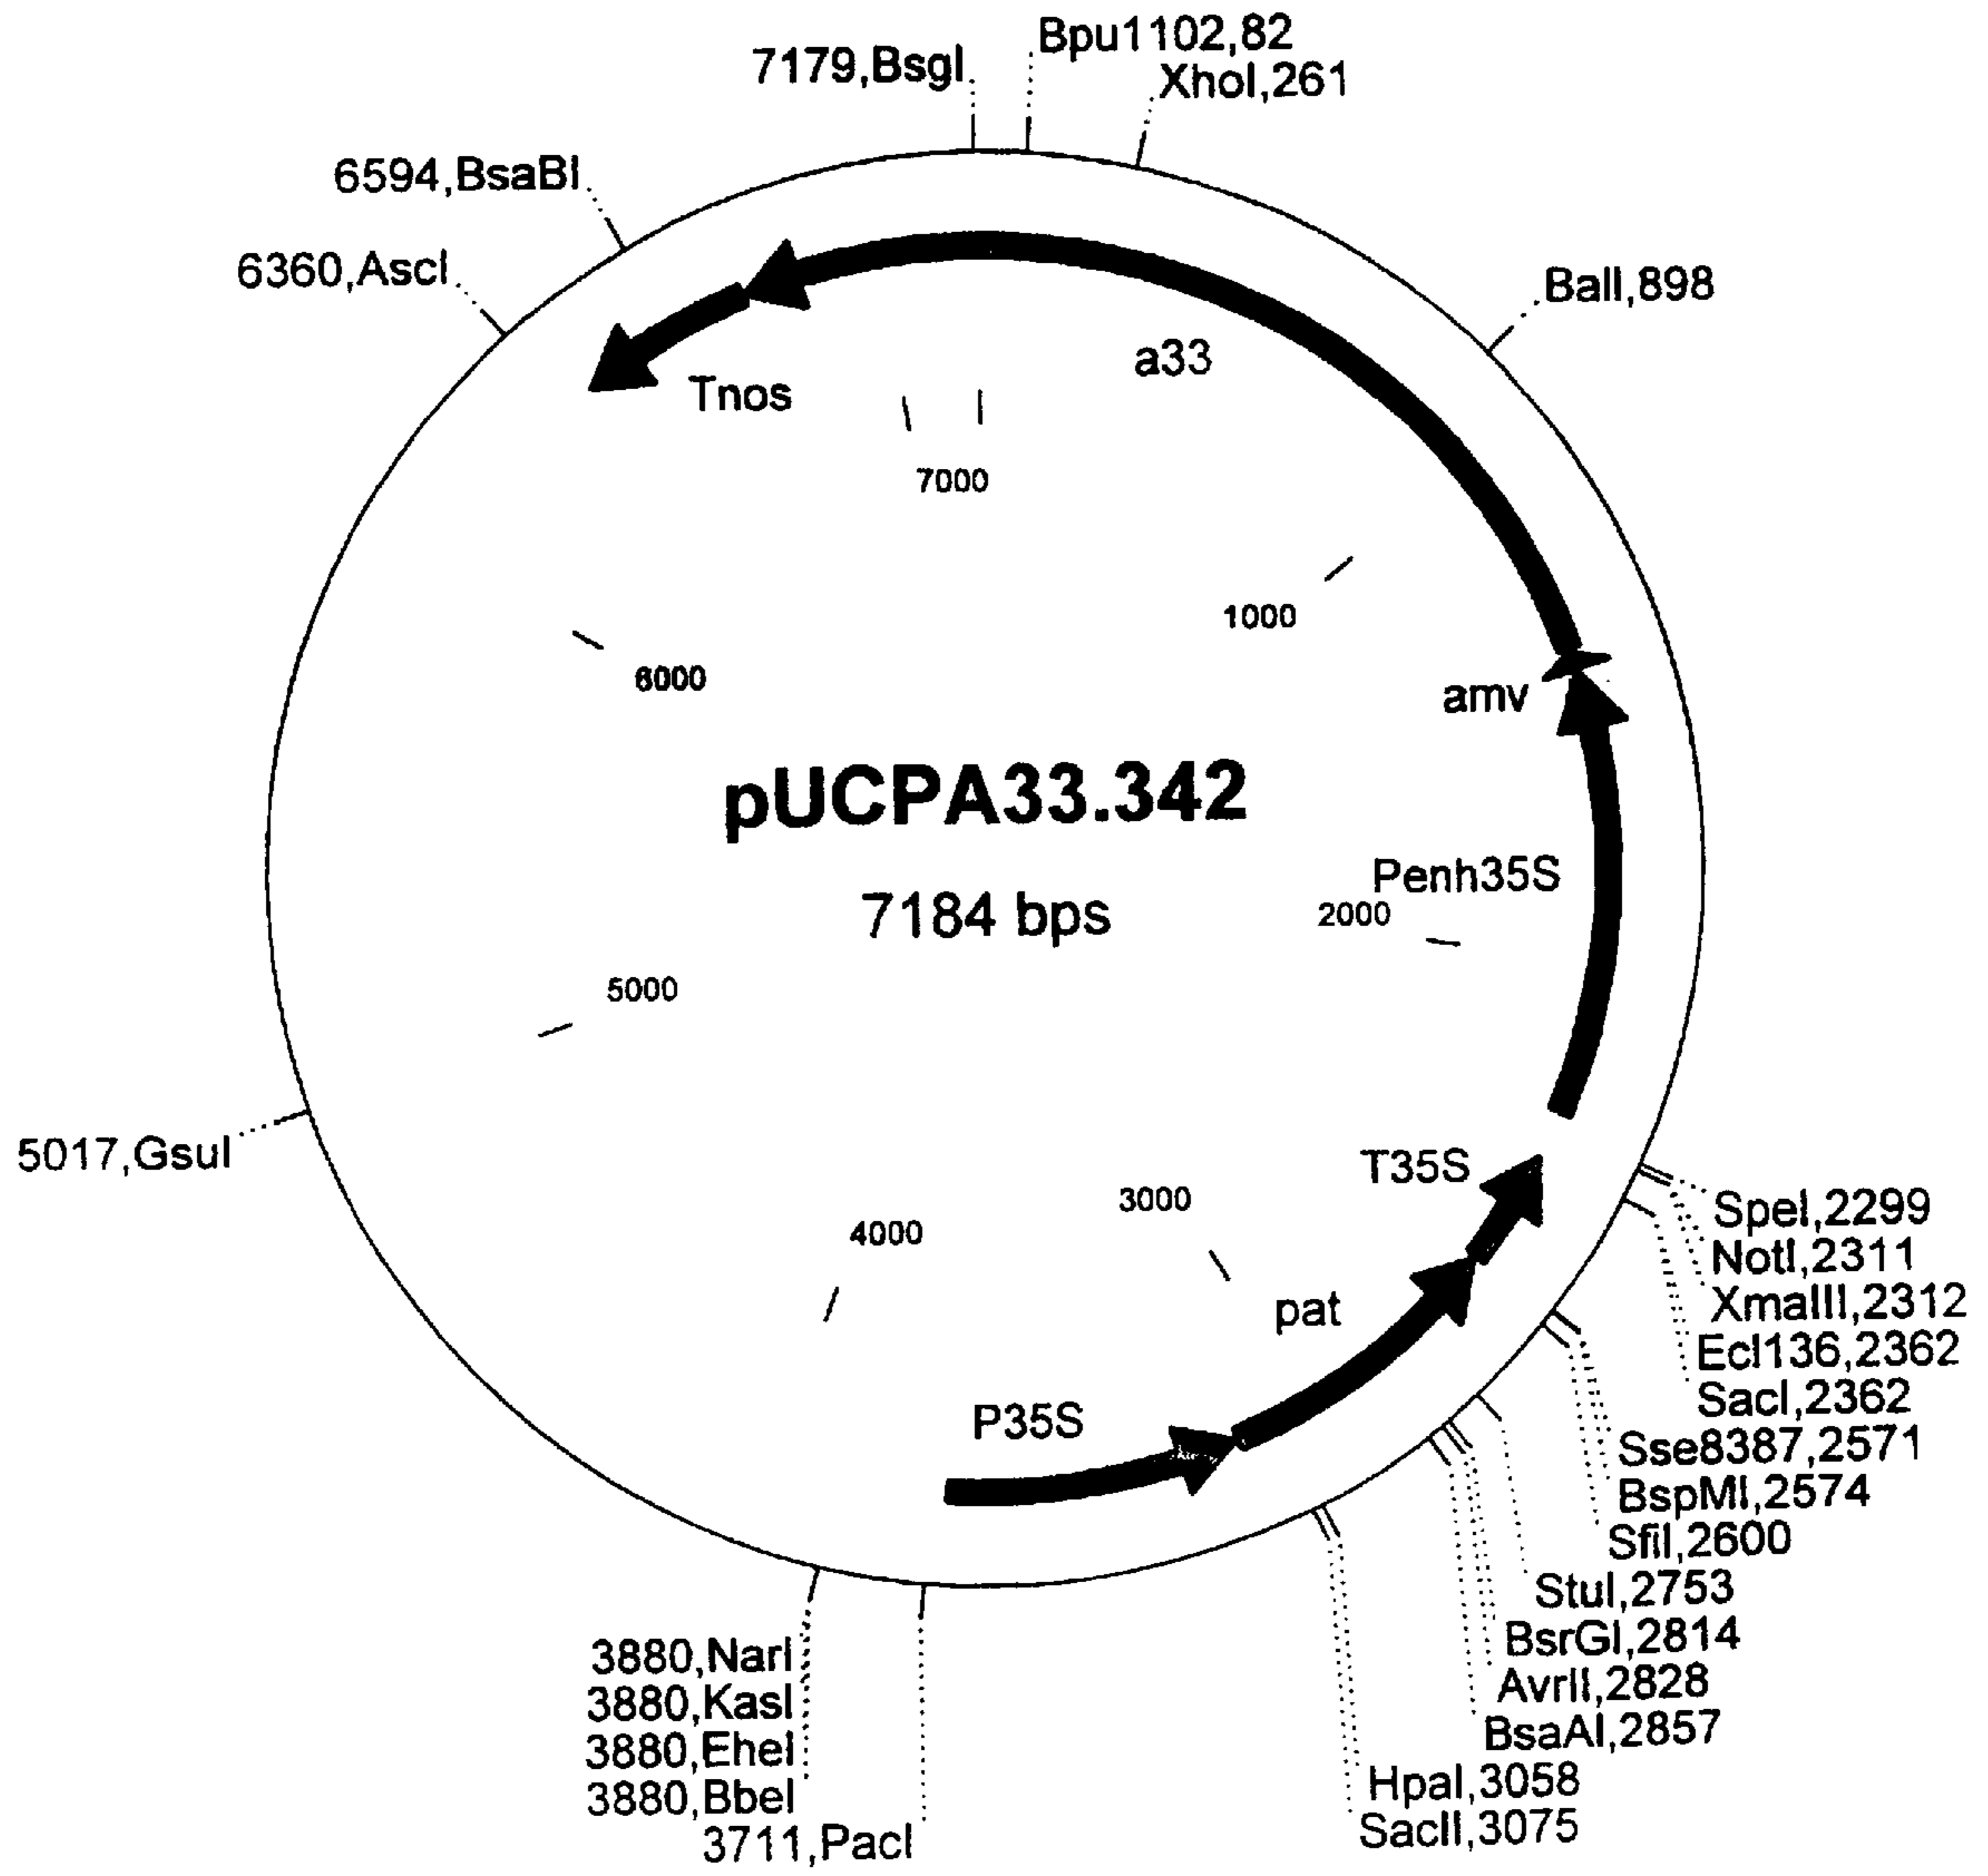 Bpu1102,82
7179,BsgI
XhoI,261
6594,BsaBI
6360,AscI
BalI,898
a33
Tnos
7000
1000
6000
amv
pUCPA33.342
Penh35S
7184 bps
2000
5000
5017,GsuI
T35S
3000
4000
SpeI,2299
NotI,2311
XmaIII,2312
Ecl136,2362
SacI,2362
pat
P35S
Sse8387,2571
BspMI,2574
SfiI,2600
StuI,2753
BsrGI,2814
AvrII,2828
BsaAI,2857
HpaI,3058
SacII,3075
3880,NarI
3880,KasI
3880,EheI
3880,BbeI
3711,PacI